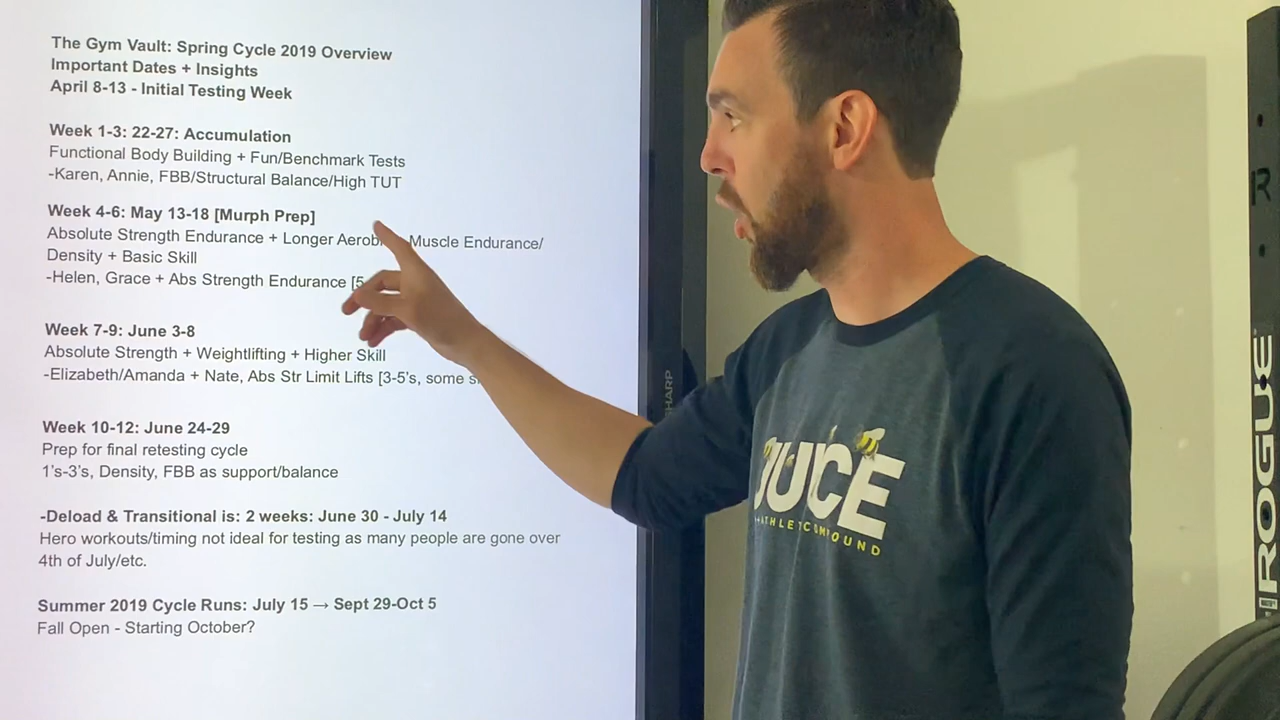 The Gym Vault: Spring Cycle 2019 Overview
Important Dates + Insights
April 8-13 - Initial Testing Week
Week 1-3: 22-27: Accumulation
Functional Body Building + Fun/Benchmark Tests
-Karen, Annie, FBB/Structural Balance/High TUT
Week 4-6: May 13-18 [Murph Prep]
Absolute Strength Endurance + Longer Muscle Endurance/
Density + Basic Skill
-Helen, Grace + Abs Strength Endurance [5
Week 7-9: June 3-8
Absolute Strength + Weightlifting + Higher Skill
-Elizabeth/Amanda + Nate, Abs Str Limit Lifts [3-5's, some
Week 10-12: June 24-29
Prep for final retesting cycle
1's-3's, Density, FBB as support/balance
-Deload & Transitional is: 2 weeks: June 30 - July 14
Hero workouts/timing not ideal for testing as many people are gone over
4th of July/etc.
Summer 2019 Cycle Runs: July 15 → Sept 29-Oct 5
Fall Open - Starting October?
SHARP
JUICE
ATHLETIC COMPOUND
R
ROGUE